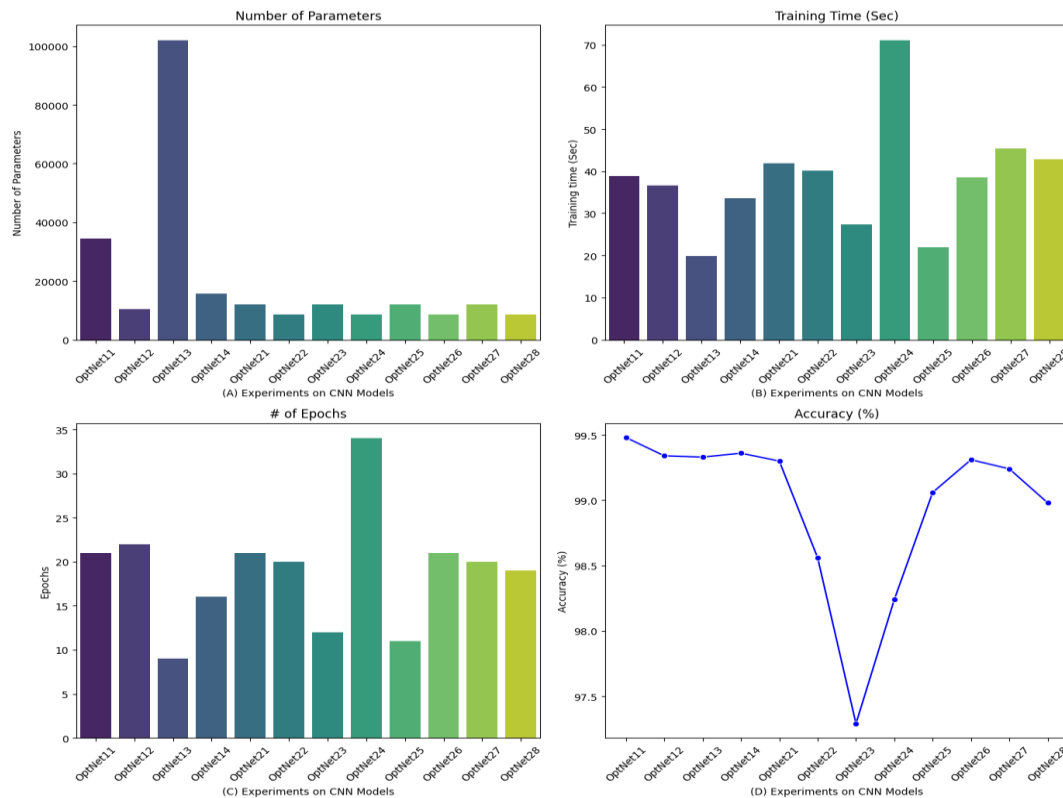 Number of Parameters
Number of Parameters
100000
80000
60000
40000
20000
0
OptNet11 OptNet12 OptNet13 OptNet14 OptNet21 OptNet22 OptNet23 OptNet24 OptNet25 OptNet26 OptNet27 OptNet28
(A) Experiments on CNN Models
Training Time (Sec)
Training time (Sec)
70
60
50
40
30
20
10
0
OptNet11 OptNet12 OptNet13 OptNet14 OptNet21 OptNet22 OptNet23 OptNet24 OptNet25 OptNet26 OptNet27 OptNet28
(B) Experiments on CNN Models
# of Epochs
Epochs
35
30
25
20
15
10
5
0
OptNet11 OptNet12 OptNet13 OptNet14 OptNet21 OptNet22 OptNet23 OptNet24 OptNet25 OptNet26 OptNet27 OptNet28
(C) Experiments on CNN Models
Accuracy (%)
Accuracy (%)
99.5
99.0
98.5
98.0
97.5
OptNet11 OptNet12 OptNet13 OptNet14 OptNet21 OptNet22 OptNet23 OptNet24 OptNet25 OptNet26 OptNet27 OptNet28
(D) Experiments on CNN Models